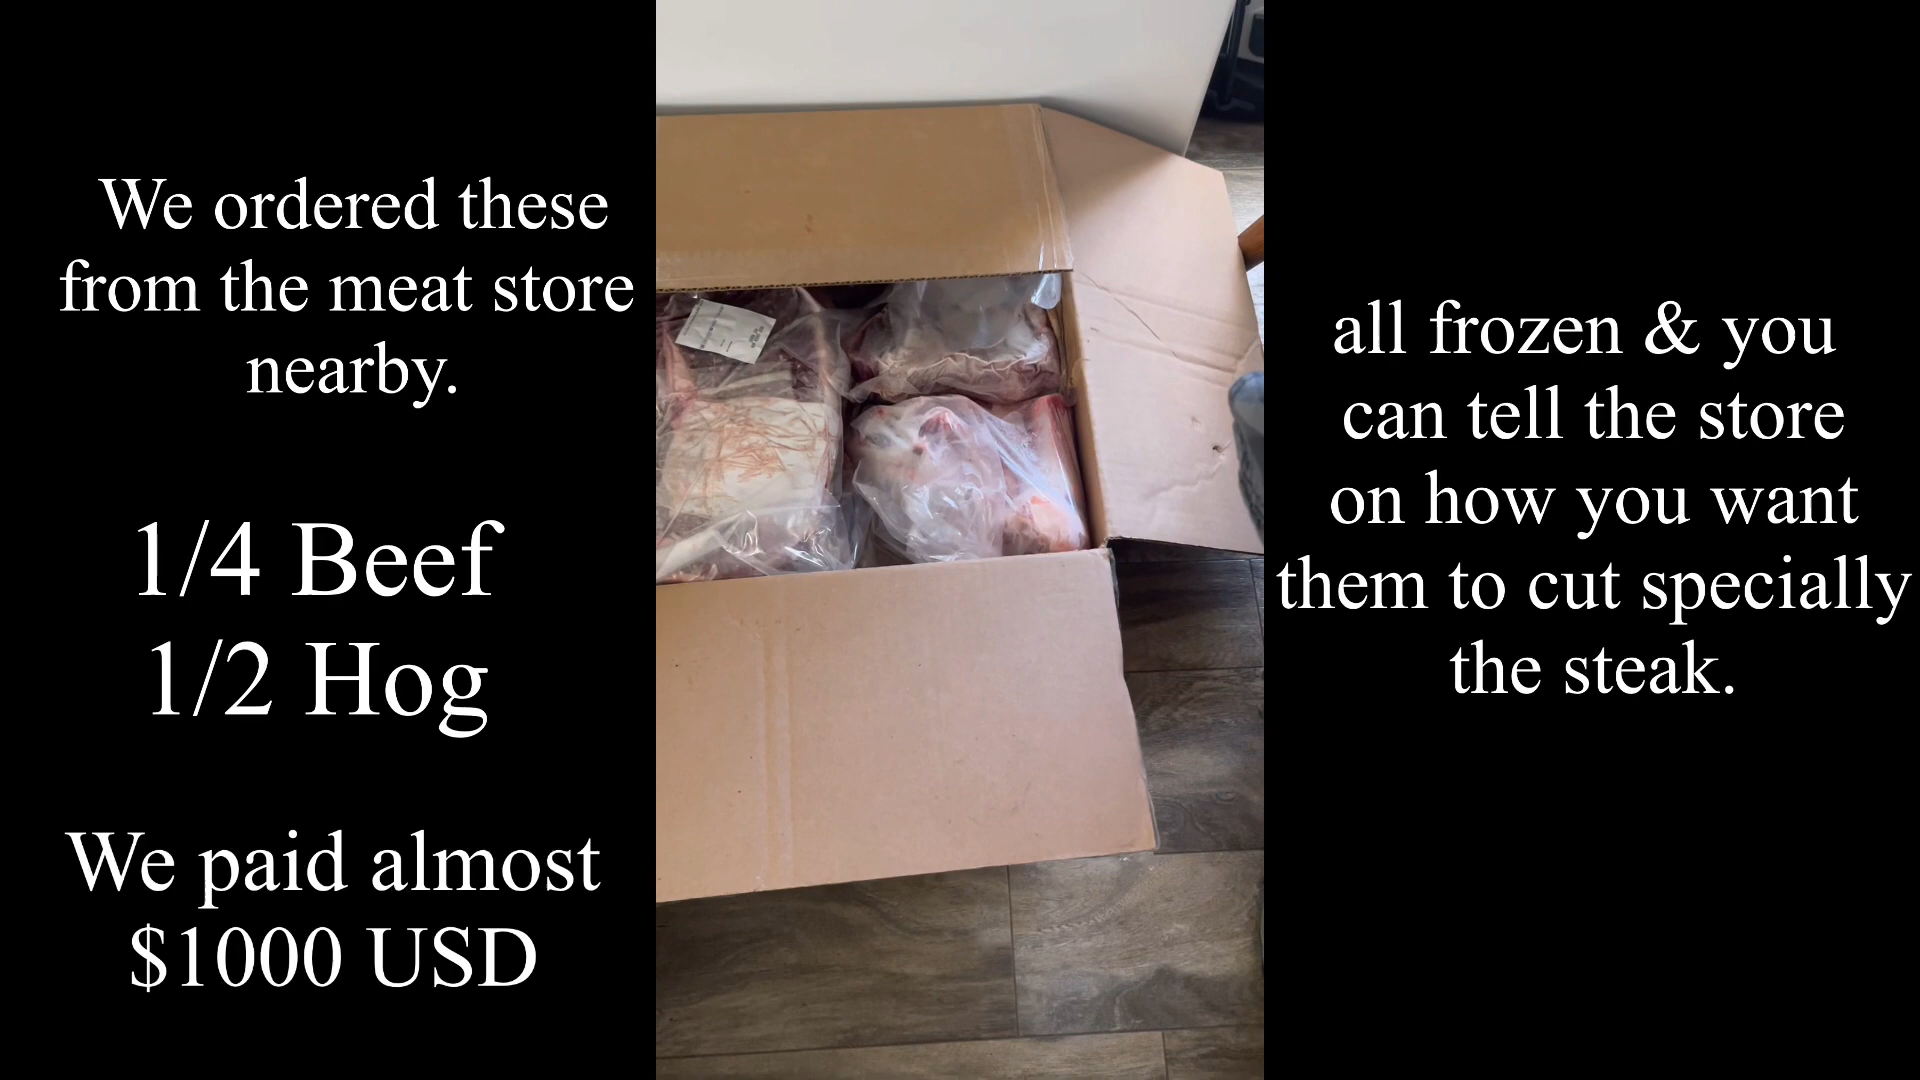 We ordered these
from the meat store
nearby.
1/4 Beef
1/2 Hog
We paid almost
$1000 USD
all frozen & you
can tell the store
on how you want
them to cut specially
the steak.